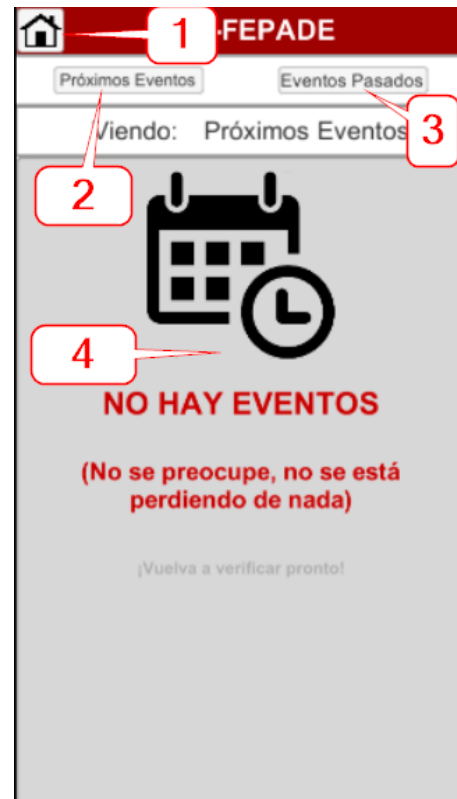 1
-FEPADE
Próximos Eventos
Eventos Pasados
2
3
Viendo: Próximos Eventos
4
NO HAY EVENTOS
(No se preocupe, no se está
perdiendo de nada)
¡Vuelva a verificar pronto!